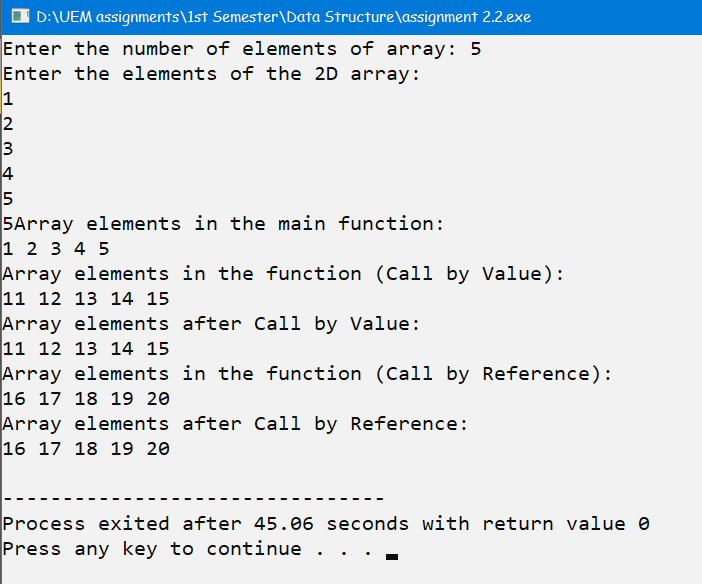 D:\UEM assignments\1st Semester\Data Structure\assignment 2.2.exe
Enter the number of elements of array: 5
Enter the elements of the 2D array:
1
2
3
4
5
5Array elements in the main function:
1 2 3 4 5
Array elements in the function (Call by Value):
11 12 13 14 15
Array elements after Call by Value:
11 12 13 14 15
Array elements in the function (Call by Reference):
16 17 18 19 20
Array elements after Call by Reference:
16 17 18 19 20
--------------------------------
Process exited after 45.06 seconds with return value 0
Press any key to continue . . .